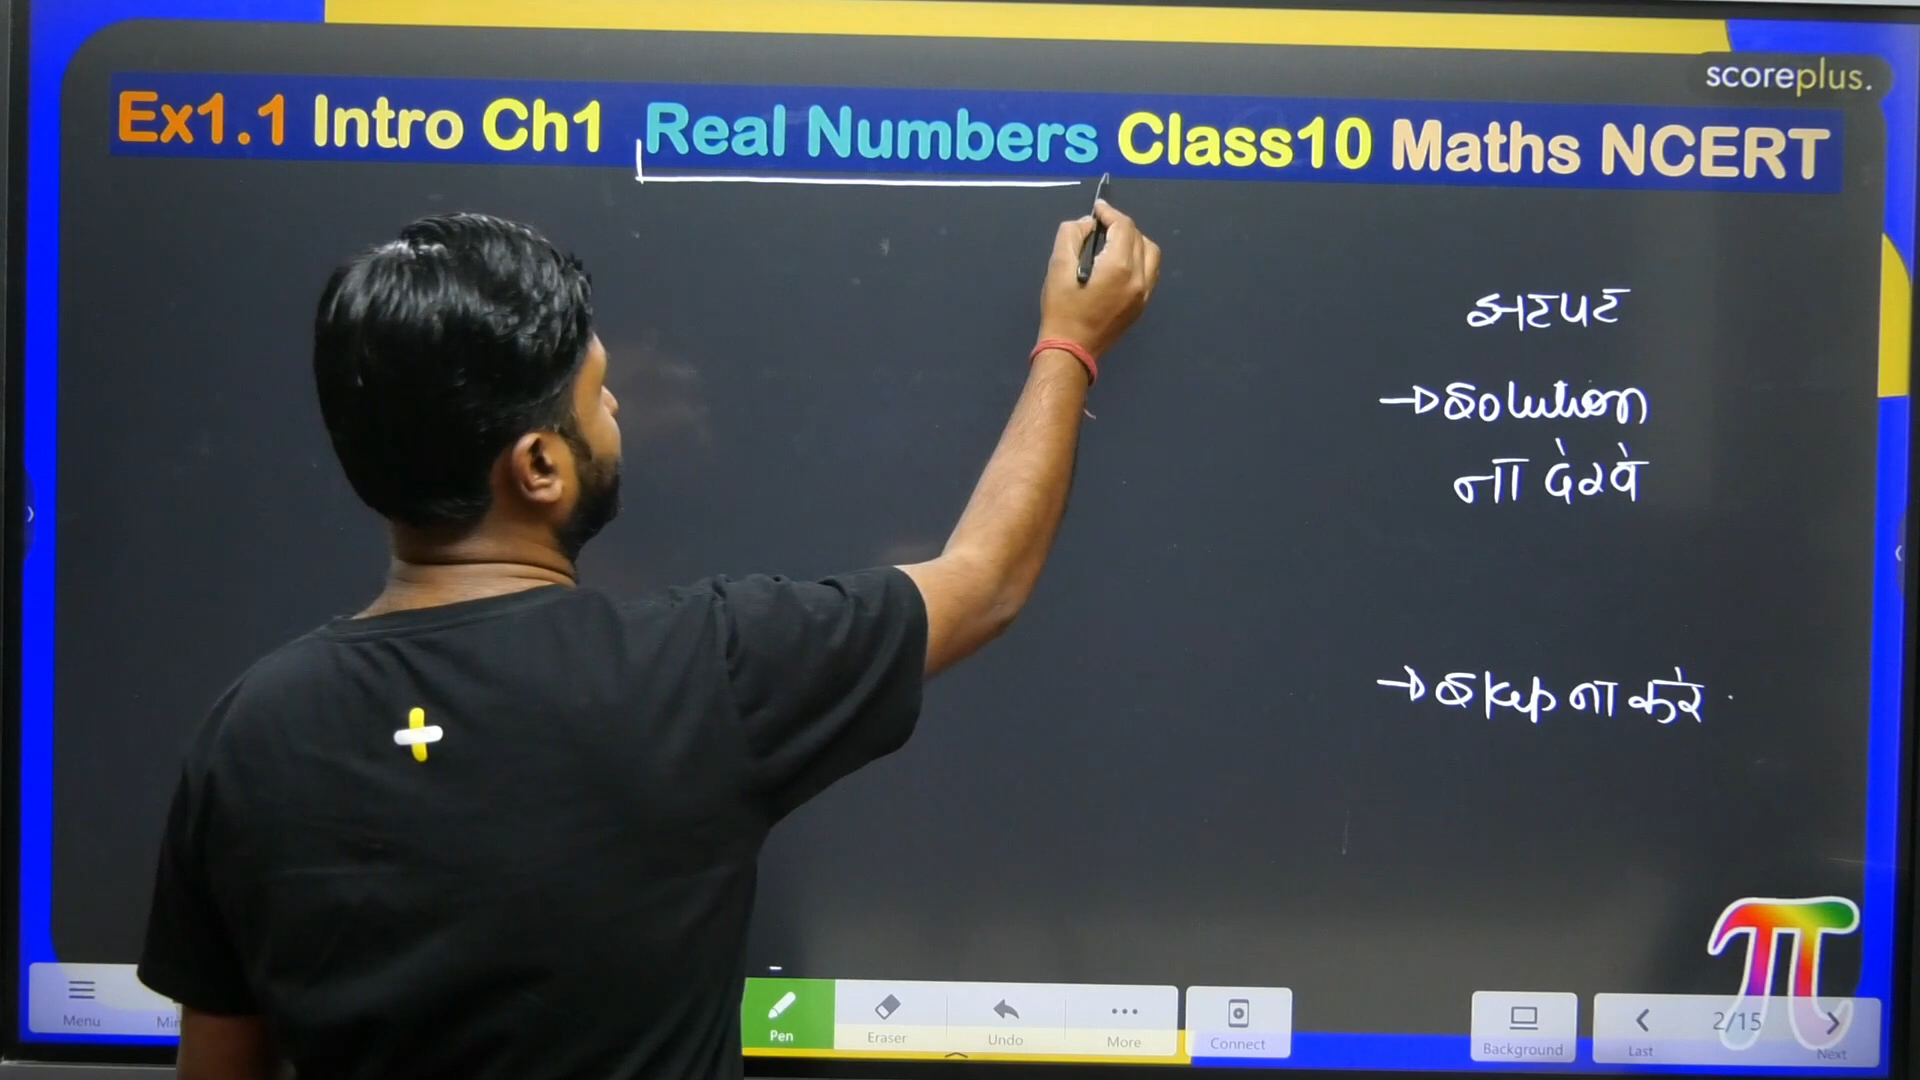 scoreplus.
Ex1.1 Intro Ch1 Real Numbers Class10 Maths NCERT
→Solution
ना देखे
→Skip ना करे
Menu
Pen
Eraser
Undo
More
Connect
Background
Last
2/15
Next